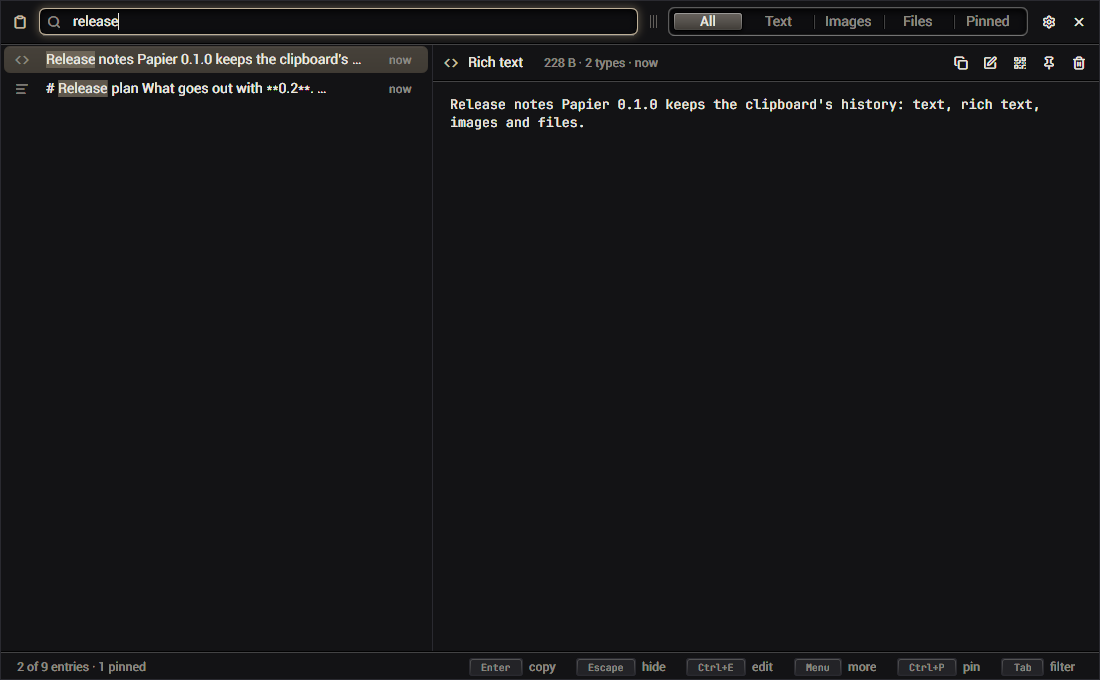 release
All Text Images Files Pinned
Release notes Papier 0.1.0 keeps the clipboard's … now
# Release plan What goes out with **0.2**. … now
Rich text 228 B · 2 types · now
Release notes Papier 0.1.0 keeps the clipboard's history: text, rich text,
images and files.
2 of 9 entries · 1 pinned
Enter copy Escape hide Ctrl+E edit Menu more Ctrl+P pin Tab filter